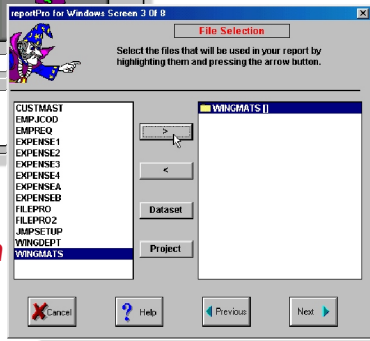 reportPro for Windows Screen 3 Of 8
File Selection
Select the files that will be used in your report by
highlighting them and pressing the arrow button.
CUSTMAST
EMPJCOD
EMPREQ
EXPENSE1
EXPENSE2
EXPENSE3
EXPENSE4
EXPENSEA
EXPENSEB
FILEPRO
FILEPRO2
JMPSETUP
WINGDEPT
WINGMATS
>
<
Dataset
Project
WINGMATS []
Cancel
? Help
Previous
Next